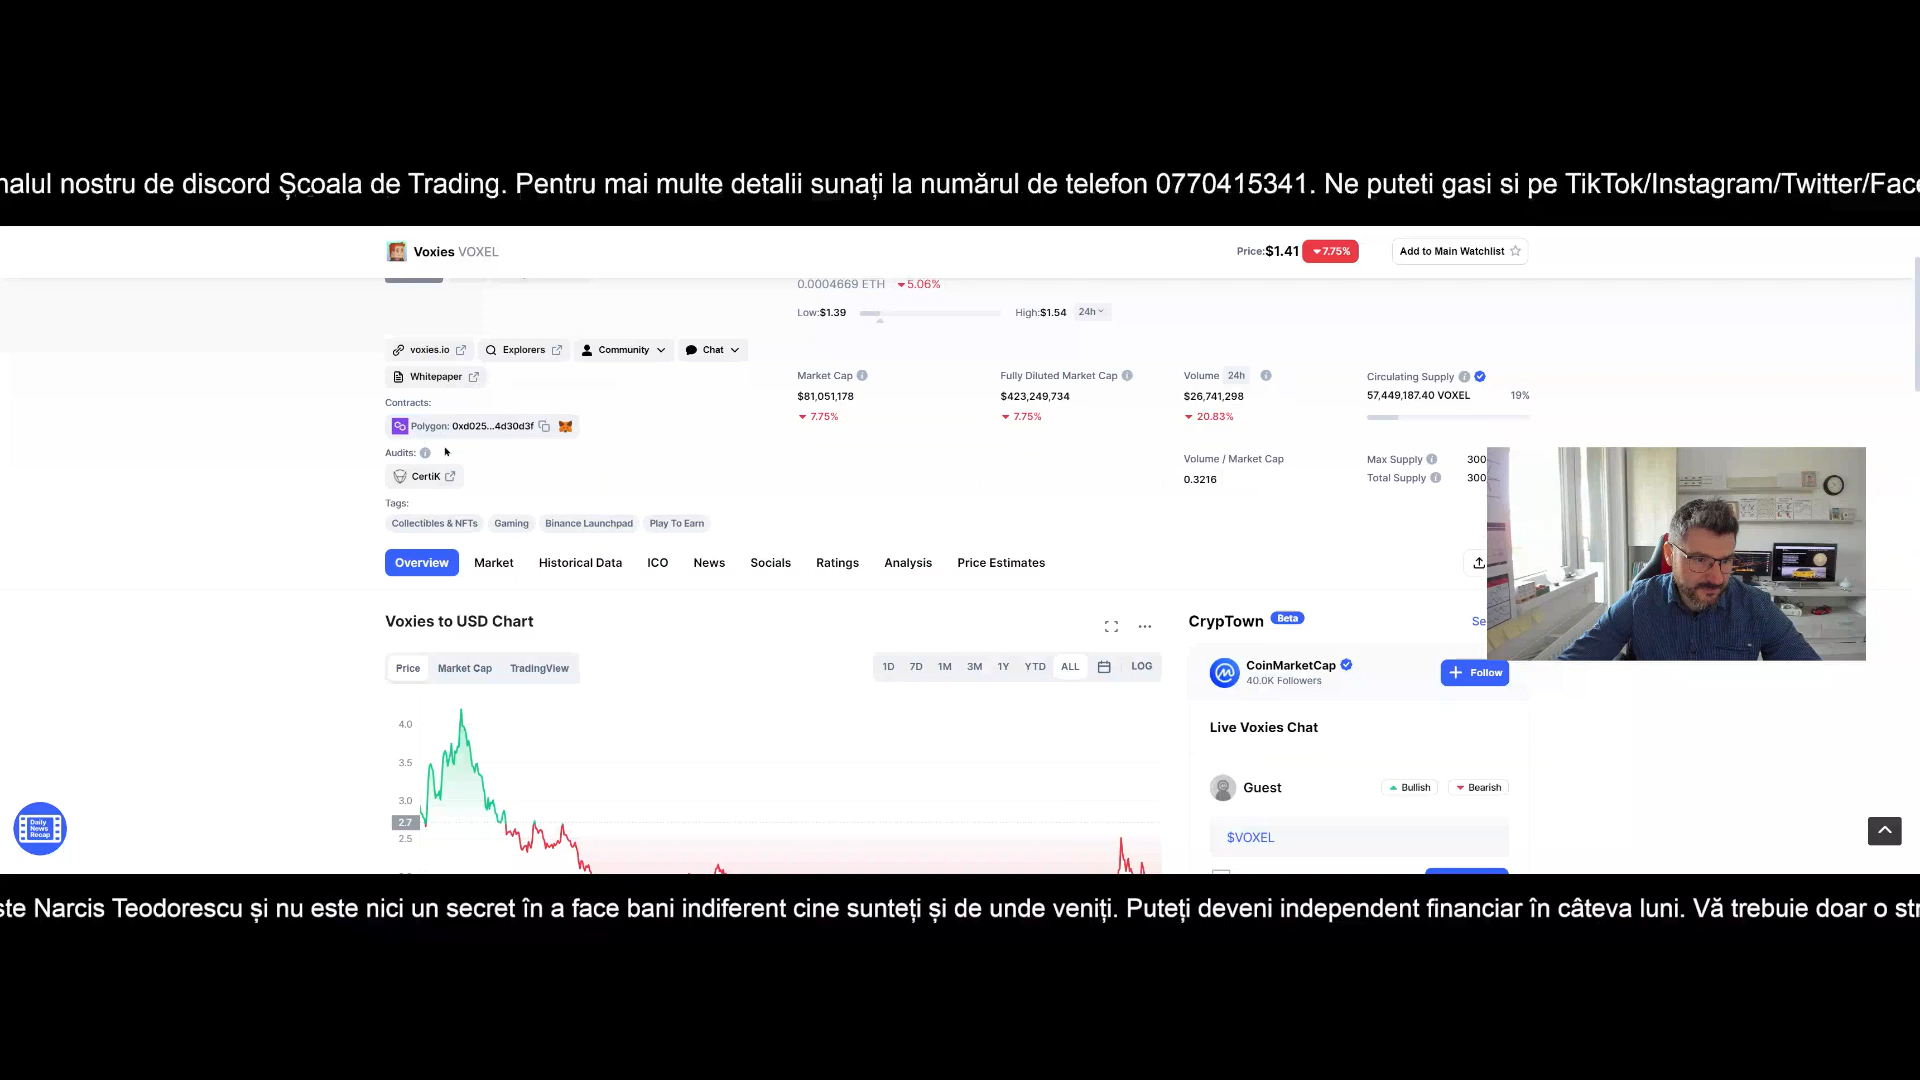 nalul nostru de discord Școala de Trading. Pentru mai multe detalii sunați la numărul de telefon 0770415341. Ne puteti gasi si pe TikTok/Instagram/Twitter/Face
Voxies VOXEL
Price:$1.41 7.75%
Add to Main Watchlist
0.0004669 ETH 5.06%
Low:$1.39
High:$1.54 24h
voxies.io
Explorers
Community
Chat
Whitepaper
Contracts:
Polygon: 0xd025...4d30d3f
Audits:
CertiK
Tags:
Collectibles & NFTs
Gaming
Binance Launchpad
Play To Earn
Market Cap
$81,051,178
7.75%
Fully Diluted Market Cap
$423,249,734
7.75%
Volume 24h
$26,741,298
20.83%
Volume / Market Cap
0.3216
Circulating Supply
57,449,187.40 VOXEL 19%
Max Supply 300
Total Supply 300
Overview
Market
Historical Data
ICO
News
Socials
Ratings
Analysis
Price Estimates
Voxies to USD Chart
Price
Market Cap
TradingView
1D 7D 1M 3M 1Y YTD ALL LOG
4.0
3.5
3.0
2.7
2.5
CrypTown Beta
Se
CoinMarketCap
40.0K Followers
Follow
Live Voxies Chat
Guest
Bullish
Bearish
$VOXEL
Daily
News
Recap
ste Narcis Teodorescu și nu este nici un secret în a face bani indiferent cine sunteți și de unde veniți. Puteți deveni independent financiar în câteva luni. Vă trebuie doar o str